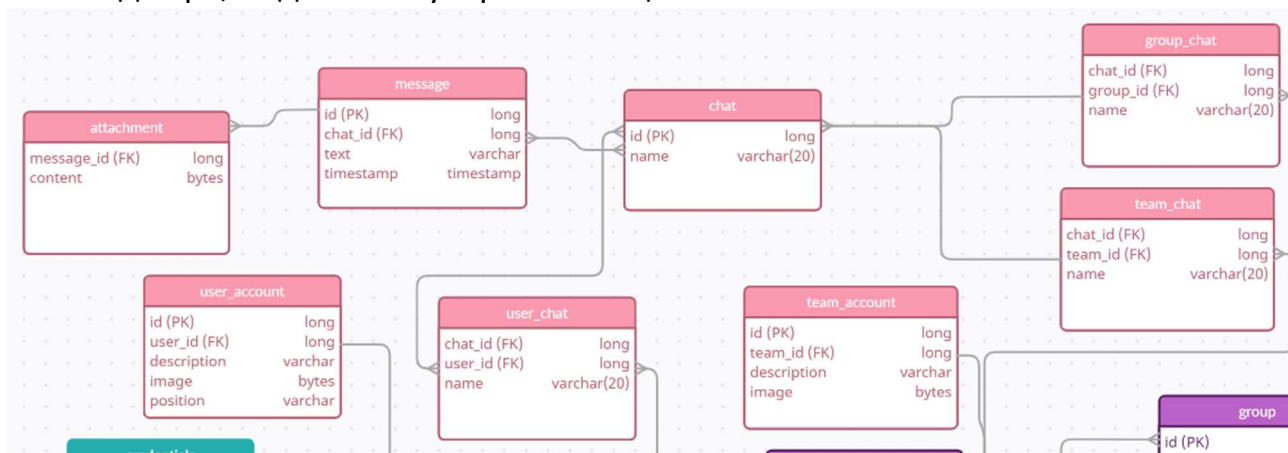 group_chat
chat_id (FK) long
group_id (FK) long
name varchar(20)
message
id (PK) long
chat_id (FK) long
text varchar
timestamp timestamp
chat
id (PK) long
name varchar(20)
attachment
message_id (FK) long
content bytes
team_chat
chat_id (FK) long
team_id (FK) long
name varchar(20)
user_account
id (PK) long
user_id (FK) long
description varchar
image bytes
position varchar
user_chat
chat_id (FK) long
user_id (FK) long
name varchar(20)
team_account
id (PK) long
team_id (FK) long
description varchar
image bytes
group
id (PK)